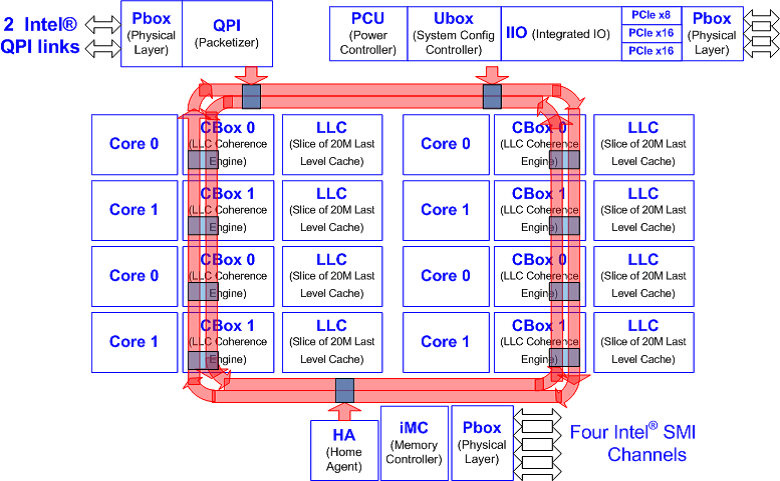 2 Intel®
QPI links
Pbox
(Physical
Layer)
QPI
(Packetizer)
PCU
(Power
Controller)
Ubox
(System Config
Controller)
IIO (Integrated IO)
PCIe x8
PCIe x16
PCIe x16
Pbox
(Physical
Layer)
Core 0
CBox 0
(LLC Coherence
Engine)
LLC
(Slice of 20M Last
Level Cache)
Core 0
CBox 0
(LLC Coherence
Engine)
LLC
(Slice of 20M Last
Level Cache)
Core 1
CBox 1
(LLC Coherence
Engine)
LLC
(Slice of 20M Last
Level Cache)
Core 1
CBox 1
(LLC Coherence
Engine)
LLC
(Slice of 20M Last
Level Cache)
Core 0
CBox 0
(LLC Coherence
Engine)
LLC
(Slice of 20M Last
Level Cache)
Core 0
CBox 0
(LLC Coherence
Engine)
LLC
(Slice of 20M Last
Level Cache)
Core 1
CBox 1
(LLC Coherence
Engine)
LLC
(Slice of 20M Last
Level Cache)
Core 1
CBox 1
(LLC Coherence
Engine)
LLC
(Slice of 20M Last
Level Cache)
HA
(Home
Agent)
iMC
(Memory
Controller)
Pbox
(Physical
Layer)
Four Intel® SMI
Channels